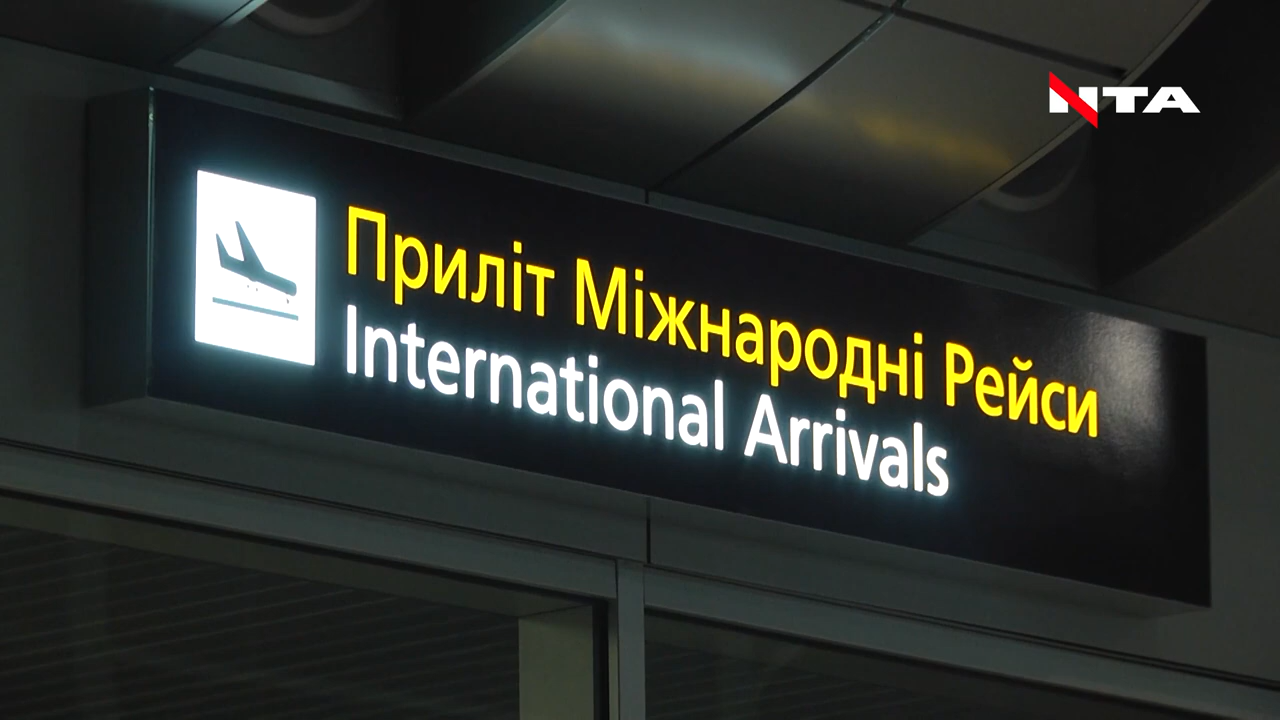 NTA
Приліт Міжнародні Рейси
International Arrivals